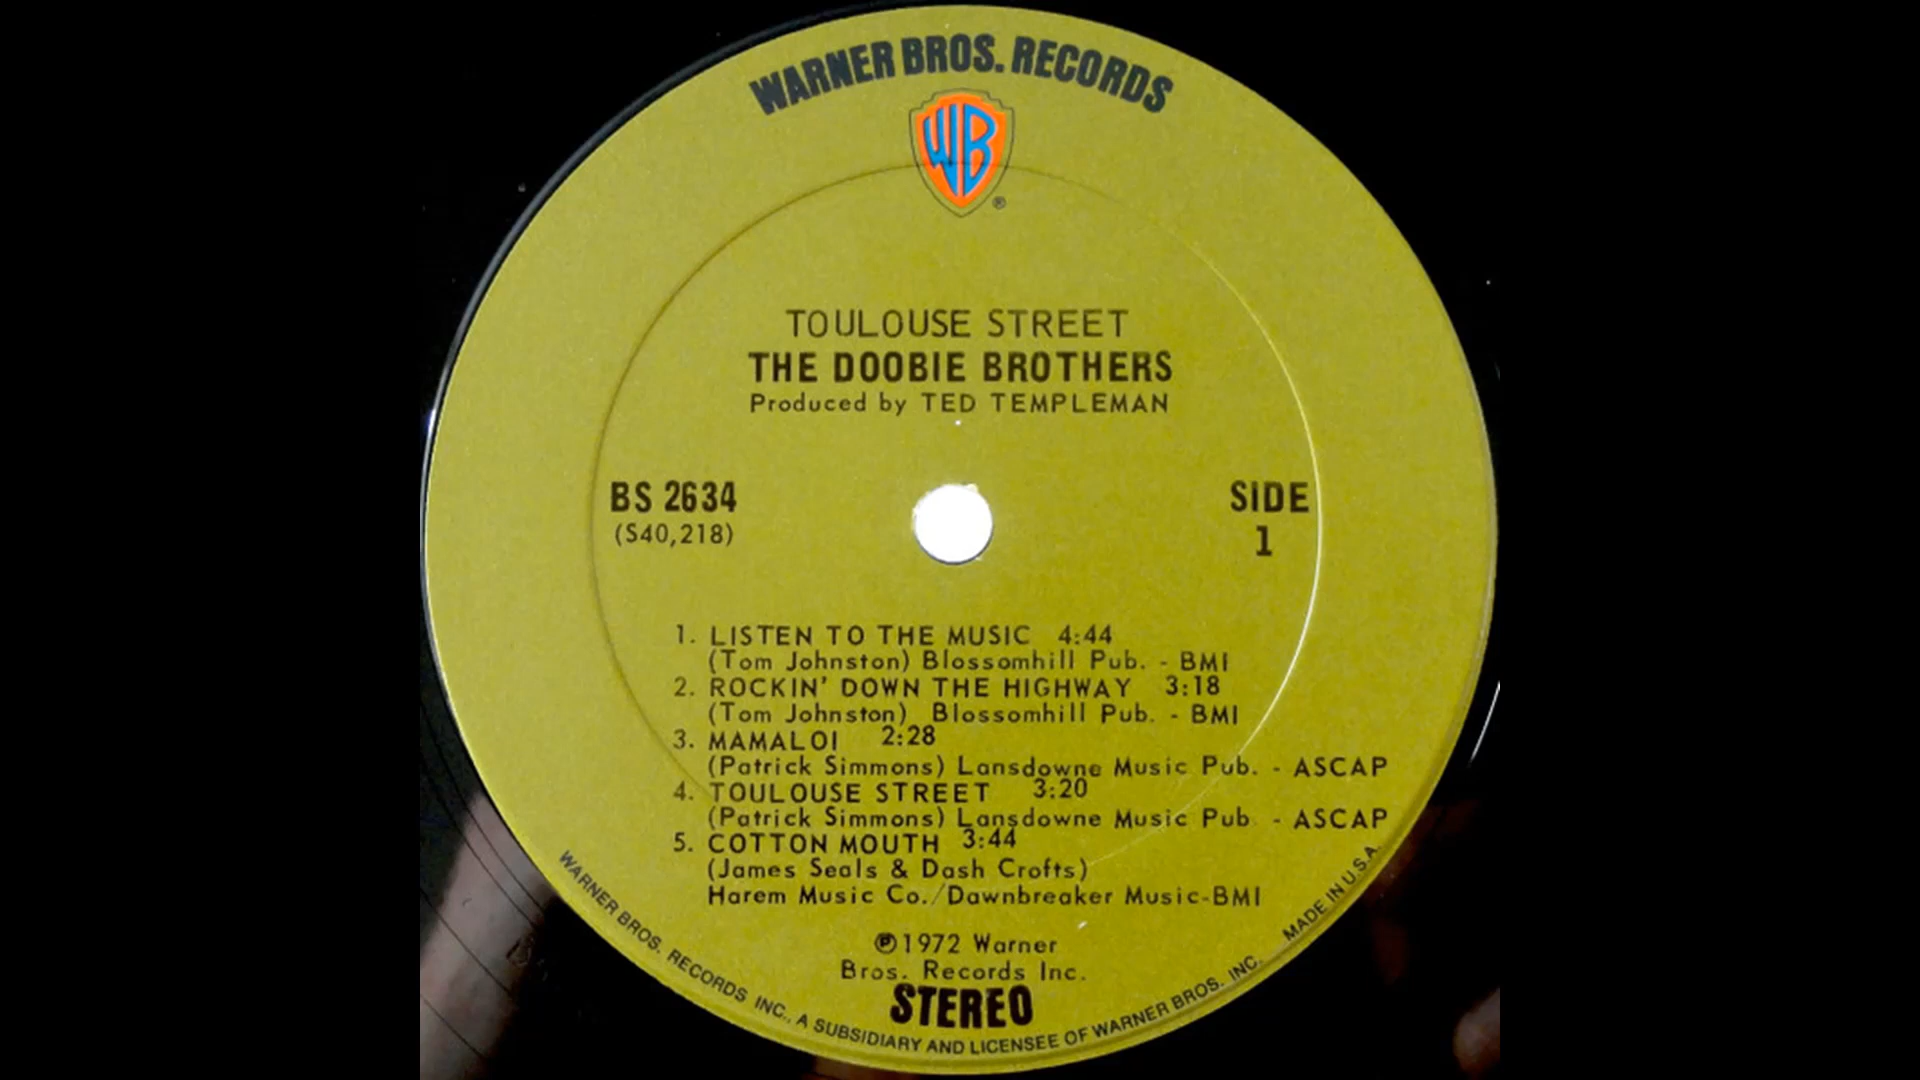 WARNER BROS. RECORDS
WB
®
TOULOUSE STREET
THE DOOBIE BROTHERS
Produced by TED TEMPLEMAN
BS 2634
(S40,218)
SIDE
1
1. LISTEN TO THE MUSIC 4:44
(Tom Johnston) Blossomhill Pub. - BMI
2. ROCKIN' DOWN THE HIGHWAY 3:18
(Tom Johnston) Blossomhill Pub. - BMI
3. MAMALOI 2:28
(Patrick Simmons) Lansdowne Music Pub. - ASCAP
4. TOULOUSE STREET 3:20
(Patrick Simmons) Lansdowne Music Pub. - ASCAP
5. COTTON MOUTH 3:44
(James Seals & Dash Crofts)
Harem Music Co./Dawnbreaker Music-BMI
℗1972 Warner
Bros. Records Inc.
STEREO
WARNER BROS. RECORDS INC., A SUBSIDIARY AND LICENSEE OF WARNER BROS. INC. MADE IN U.S.A.